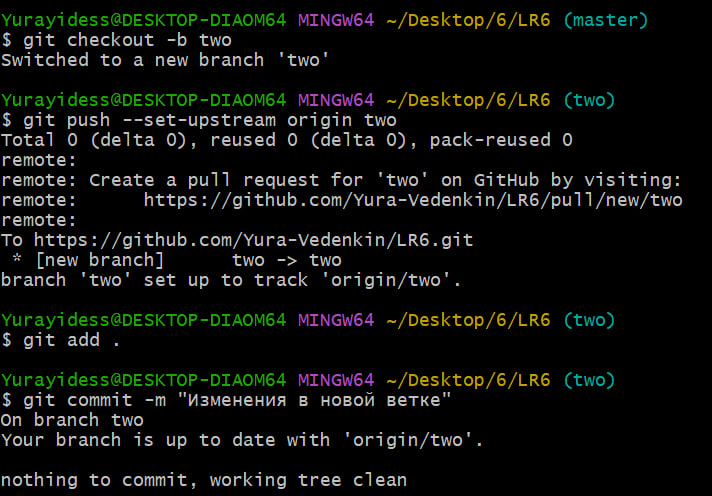 Yurayidess@DESKTOP-DIAOM64 MINGW64 ~/Desktop/6/LR6 (master)
$ git checkout -b two
Switched to a new branch 'two'

Yurayidess@DESKTOP-DIAOM64 MINGW64 ~/Desktop/6/LR6 (two)
$ git push --set-upstream origin two
Total 0 (delta 0), reused 0 (delta 0), pack-reused 0
remote:
remote: Create a pull request for 'two' on GitHub by visiting:
remote:      https://github.com/Yura-Vedenkin/LR6/pull/new/two
remote:
To https://github.com/Yura-Vedenkin/LR6.git
 * [new branch]      two -> two
branch 'two' set up to track 'origin/two'.

Yurayidess@DESKTOP-DIAOM64 MINGW64 ~/Desktop/6/LR6 (two)
$ git add .

Yurayidess@DESKTOP-DIAOM64 MINGW64 ~/Desktop/6/LR6 (two)
$ git commit -m "Изменения в новой ветке"
On branch two
Your branch is up to date with 'origin/two'.

nothing to commit, working tree clean